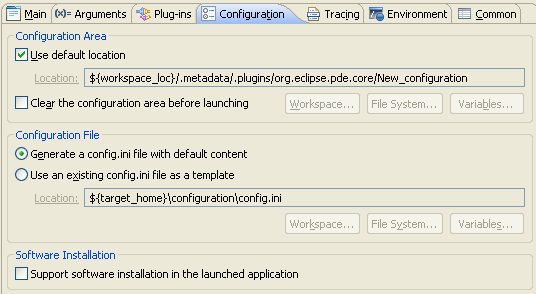 Main (x)= Arguments Plug-ins Configuration Tracing Environment Common
Configuration Area
Use default location
Location: ${workspace_loc}/.metadata/.plugins/org.eclipse.pde.core/New_configuration
Clear the configuration area before launching Workspace... File System... Variables...
Configuration File
Generate a config.ini file with default content
Use an existing config.ini file as a template
Location: ${target_home}\configuration\config.ini
Workspace... File System... Variables...
Software Installation
Support software installation in the launched application